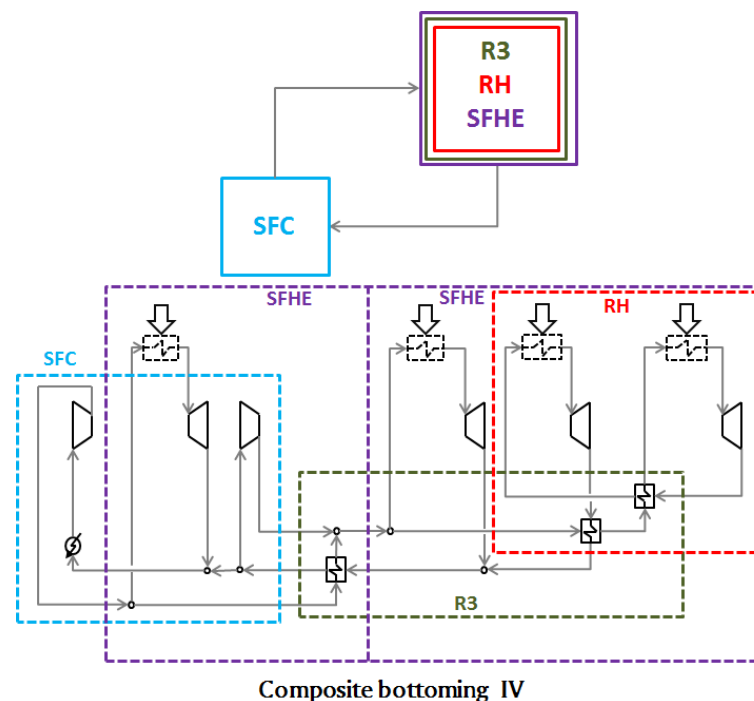 R3
RH
SFHE
SFC
SFHE
SFHE
RH
SFC
R3
Composite bottoming IV